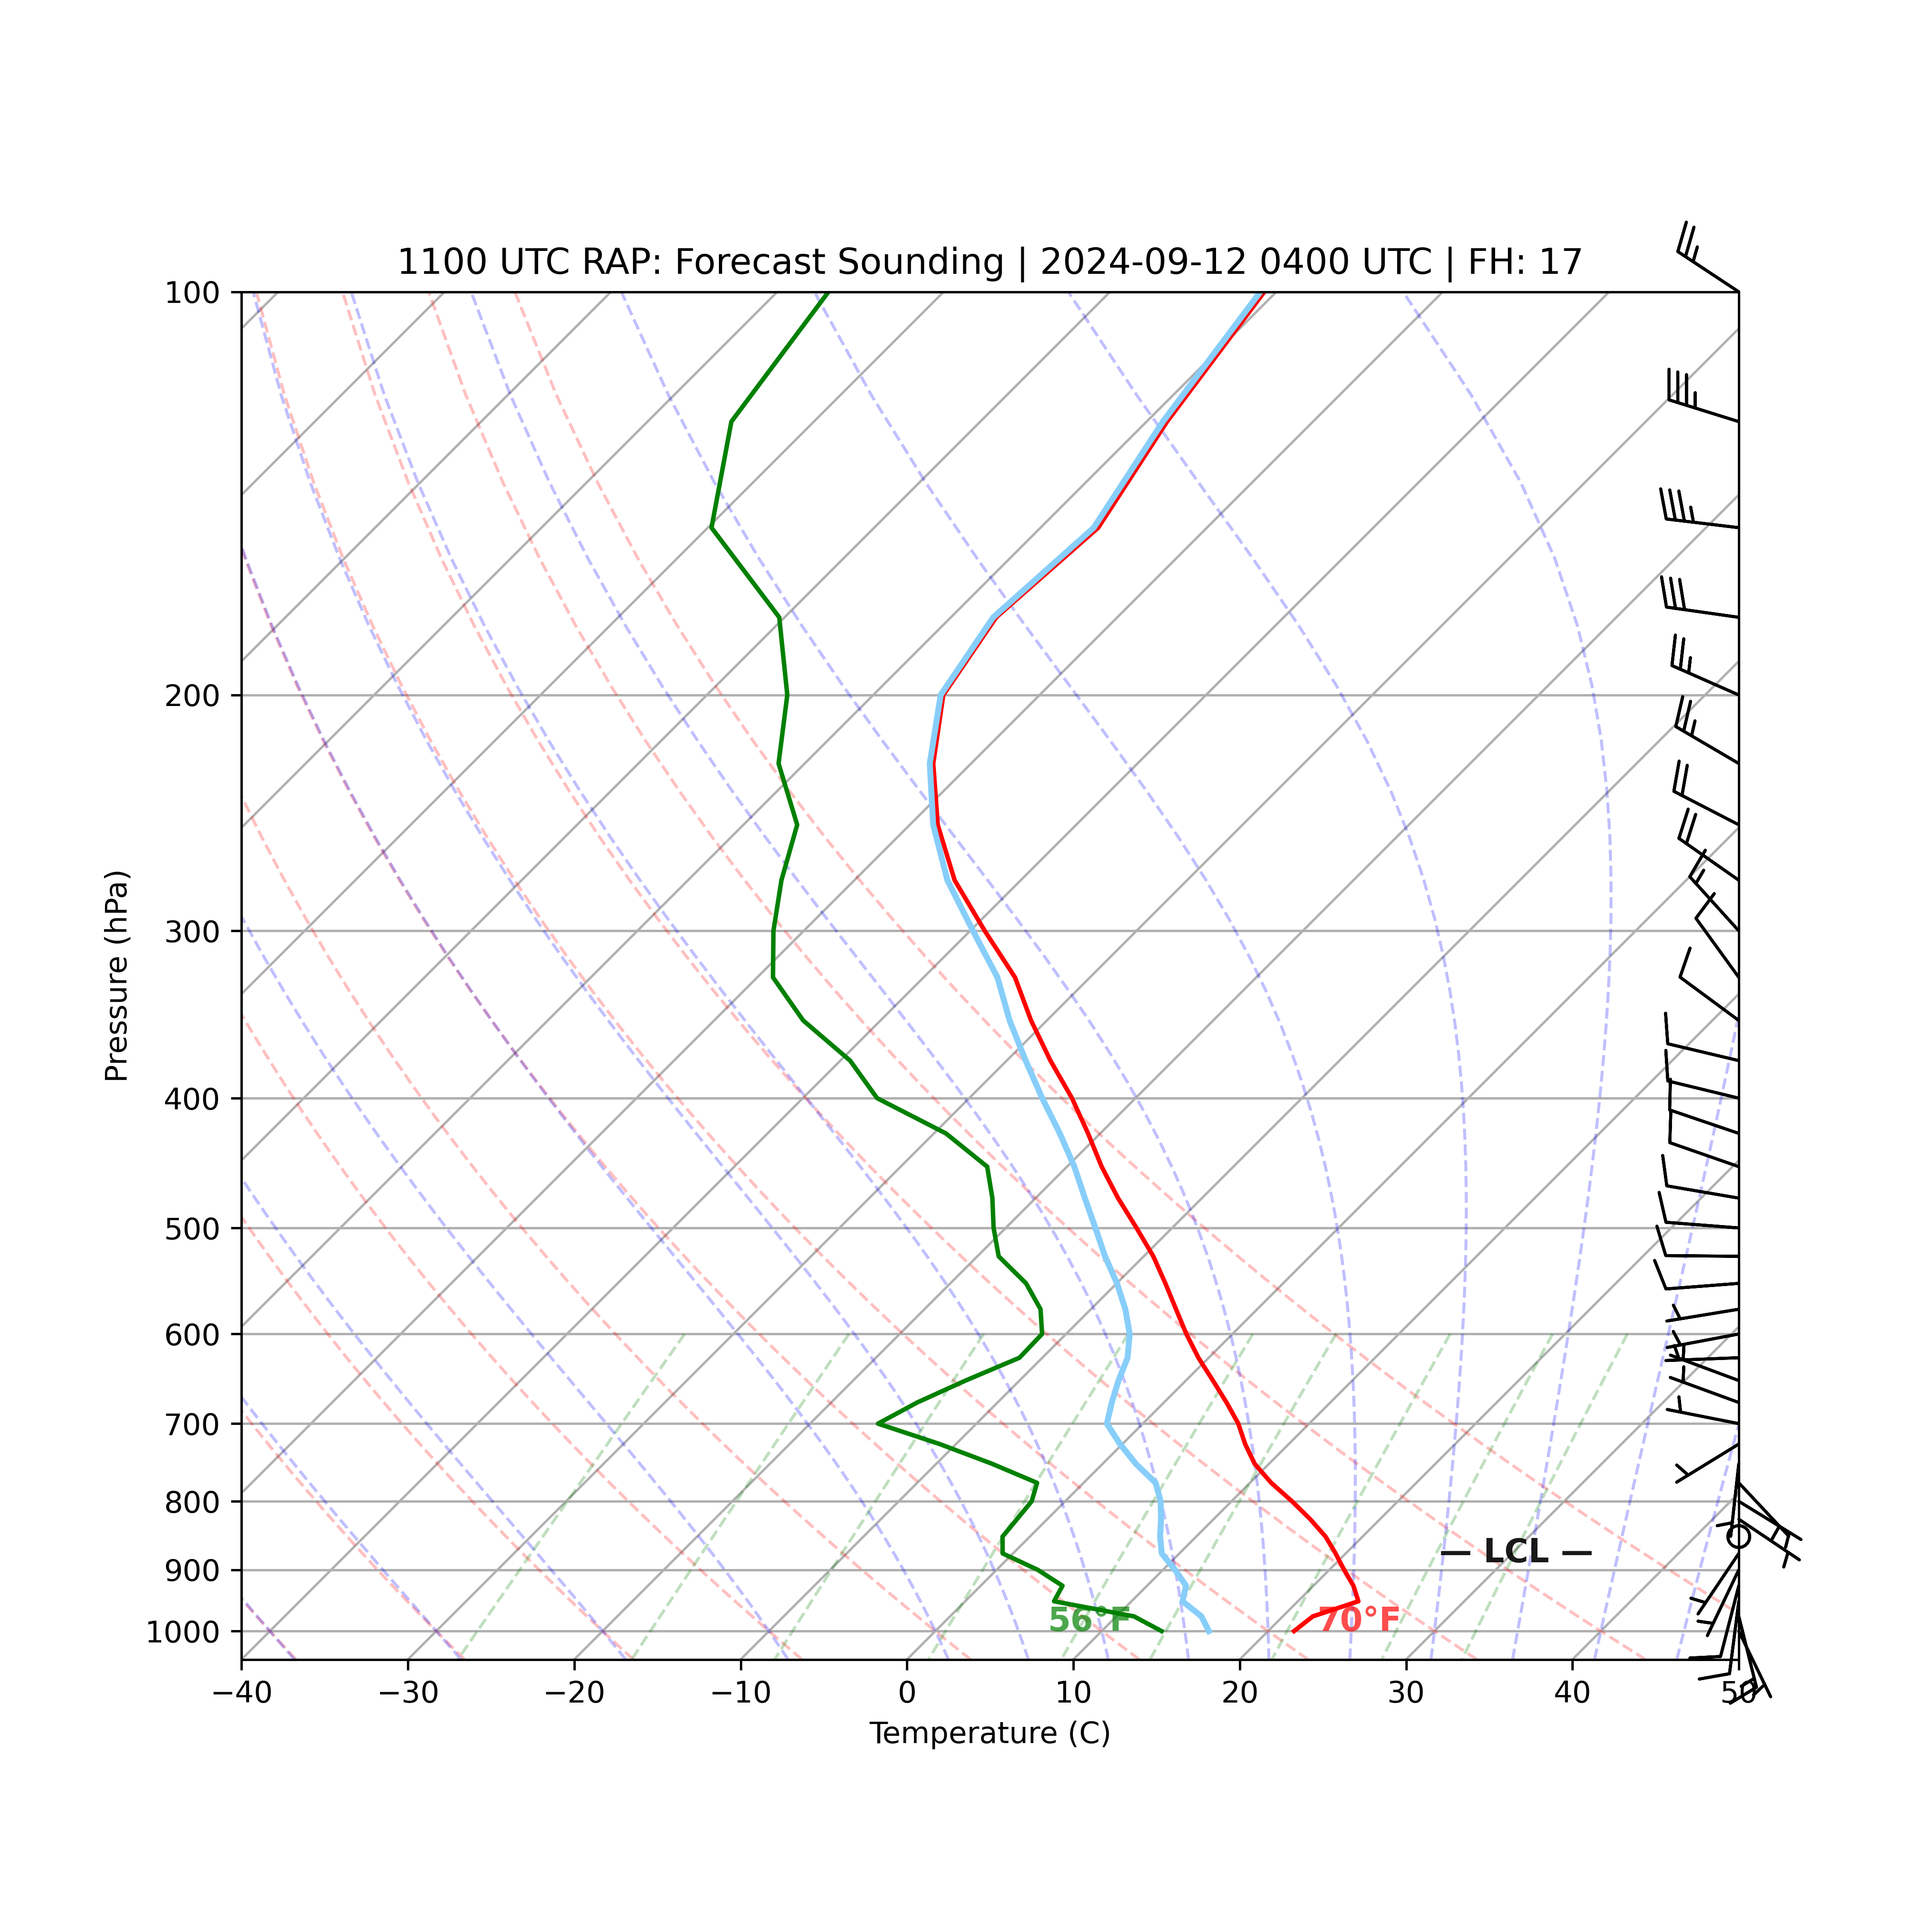 1100 UTC RAP: Forecast Sounding | 2024-09-12 0400 UTC | FH: 17
100
200
300
400
500
600
700
800
900
1000
Pressure (hPa)
— LCL —
56°F
70°F
−40 −30 −20 −10 0 10 20 30 40 50
Temperature (C)